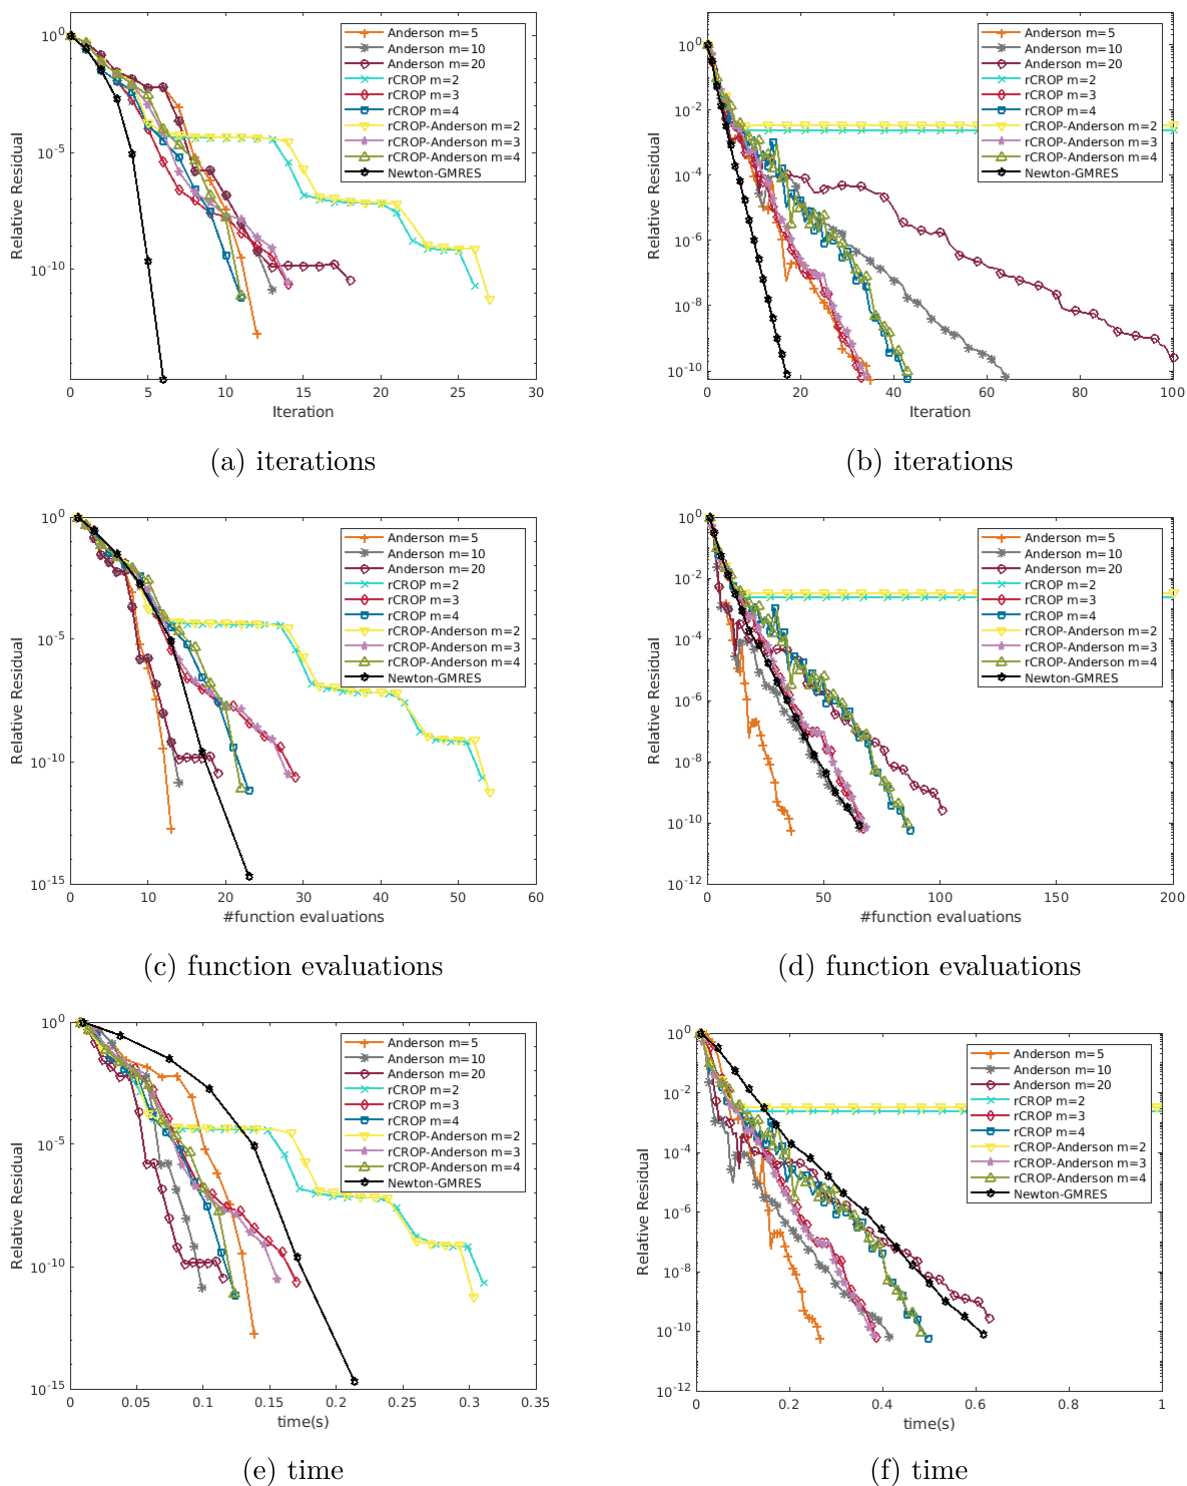 10^0
10^-5
10^-10
Relative Residual
0 5 10 15 20 25 30
Iteration
Anderson m=5
Anderson m=10
Anderson m=20
rCROP m=2
rCROP m=3
rCROP m=4
rCROP-Anderson m=2
rCROP-Anderson m=3
rCROP-Anderson m=4
Newton-GMRES
(a) iterations
10^0
10^-2
10^-4
10^-6
10^-8
10^-10
Relative Residual
0 20 40 60 80 100
Iteration
Anderson m=5
Anderson m=10
Anderson m=20
rCROP m=2
rCROP m=3
rCROP m=4
rCROP-Anderson m=2
rCROP-Anderson m=3
rCROP-Anderson m=4
Newton-GMRES
(b) iterations
10^0
10^-5
10^-10
10^-15
Relative Residual
0 10 20 30 40 50 60
#function evaluations
Anderson m=5
Anderson m=10
Anderson m=20
rCROP m=2
rCROP m=3
rCROP m=4
rCROP-Anderson m=2
rCROP-Anderson m=3
rCROP-Anderson m=4
Newton-GMRES
(c) function evaluations
10^0
10^-2
10^-4
10^-6
10^-8
10^-10
10^-12
Relative Residual
0 50 100 150 200
#function evaluations
Anderson m=5
Anderson m=10
Anderson m=20
rCROP m=2
rCROP m=3
rCROP m=4
rCROP-Anderson m=2
rCROP-Anderson m=3
rCROP-Anderson m=4
Newton-GMRES
(d) function evaluations
10^0
10^-5
10^-10
10^-15
Relative Residual
0 0.05 0.1 0.15 0.2 0.25 0.3 0.35
time(s)
Anderson m=5
Anderson m=10
Anderson m=20
rCROP m=2
rCROP m=3
rCROP m=4
rCROP-Anderson m=2
rCROP-Anderson m=3
rCROP-Anderson m=4
Newton-GMRES
(e) time
10^0
10^-2
10^-4
10^-6
10^-8
10^-10
10^-12
Relative Residual
0 0.2 0.4 0.6 0.8 1
time(s)
Anderson m=5
Anderson m=10
Anderson m=20
rCROP m=2
rCROP m=3
rCROP m=4
rCROP-Anderson m=2
rCROP-Anderson m=3
rCROP-Anderson m=4
Newton-GMRES
(f) time